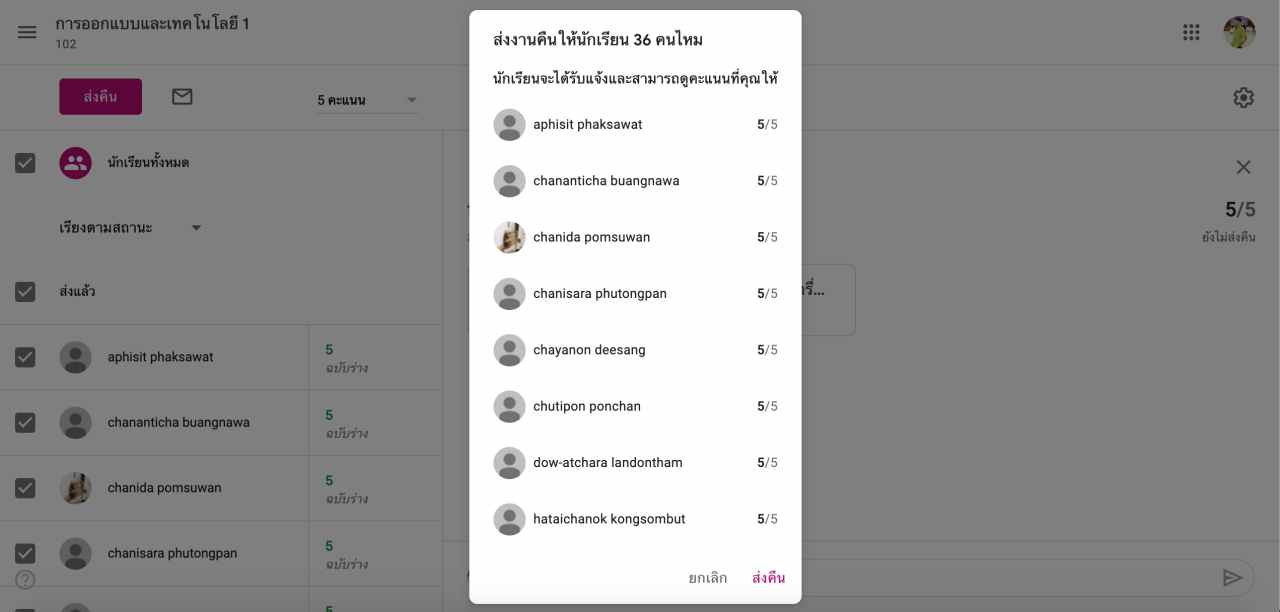 การออกแบบและเทคโนโลยี 1
102
ส่งคืน
5 คะแนน
นักเรียนทั้งหมด
เรียงตามสถานะ
ส่งแล้ว
aphisit phaksawat
5
ฉบับร่าง
chananticha buangnawa
5
ฉบับร่าง
chanida pomsuwan
5
ฉบับร่าง
chanisara phutongpan
5
ฉบับร่าง
5
ส่งงานคืนให้นักเรียน 36 คนไหม
นักเรียนจะได้รับแจ้งและสามารถดูคะแนนที่คุณให้
aphisit phaksawat 5/5
chananticha buangnawa 5/5
chanida pomsuwan 5/5
chanisara phutongpan 5/5
chayanon deesang 5/5
chutipon ponchan 5/5
dow-atchara landontham 5/5
hataichanok kongsombut 5/5
ยกเลิก ส่งคืน
5/5
ยังไม่ส่งคืน